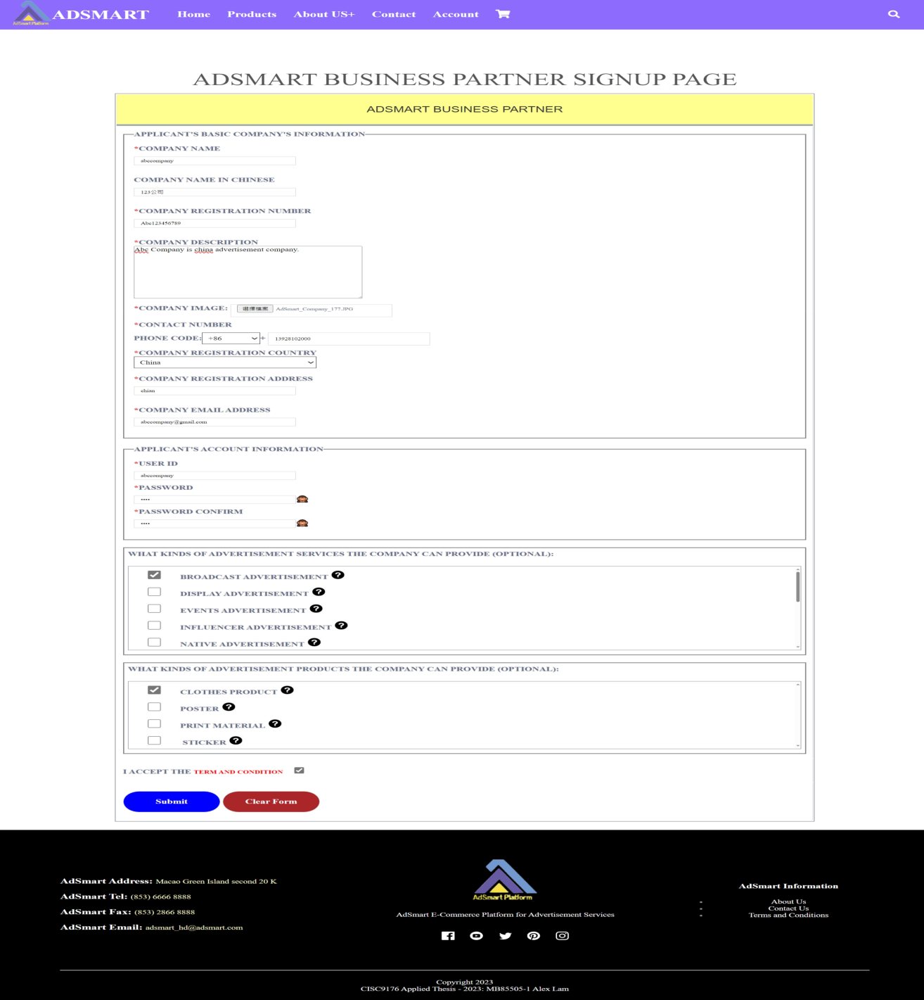 AdSmart Platform
ADSMART Home Products About US+ Contact Account
ADSMART BUSINESS PARTNER SIGNUP PAGE
ADSMART BUSINESS PARTNER
APPLICANT'S BASIC COMPANY'S INFORMATION
*COMPANY NAME
abccompany
COMPANY NAME IN CHINESE
123公司
*COMPANY REGISTRATION NUMBER
Abc123456789
*COMPANY DESCRIPTION
Abc Company is china advertisement company.
*COMPANY IMAGE: 選擇檔案 AdSmart_Company_177.JPG
*CONTACT NUMBER
PHONE CODE: +86 + 13928102000
*COMPANY REGISTRATION COUNTRY
China
*COMPANY REGISTRATION ADDRESS
chian
*COMPANY EMAIL ADDRESS
abccompany@gmail.com
APPLICANT'S ACCOUNT INFORMATION
*USER ID
abccompany
*PASSWORD
••••
*PASSWORD CONFIRM
••••
WHAT KINDS OF ADVERTISEMENT SERVICES THE COMPANY CAN PROVIDE (OPTIONAL):
BROADCAST ADVERTISEMENT ?
DISPLAY ADVERTISEMENT ?
EVENTS ADVERTISEMENT ?
INFLUENCER ADVERTISEMENT ?
NATIVE ADVERTISEMENT ?
WHAT KINDS OF ADVERTISEMENT PRODUCTS THE COMPANY CAN PROVIDE (OPTIONAL):
CLOTHES PRODUCT ?
POSTER ?
PRINT MATERIAL ?
STICKER ?
I ACCEPT THE TERM AND CONDITION
Submit Clear Form
AdSmart Address: Macao Green Island second 20 K
AdSmart Tel: (853) 6666 8888
AdSmart Fax: (853) 2866 8888
AdSmart Email: adsmart_hd@adsmart.com
AdSmart Platform
AdSmart E-Commerce Platform for Advertisement Services
AdSmart Information
About Us
Contact Us
Terms and Conditions
Copyright 2023
CISC9176 Applied Thesis - 2023: MB85505-1 Alex Lam